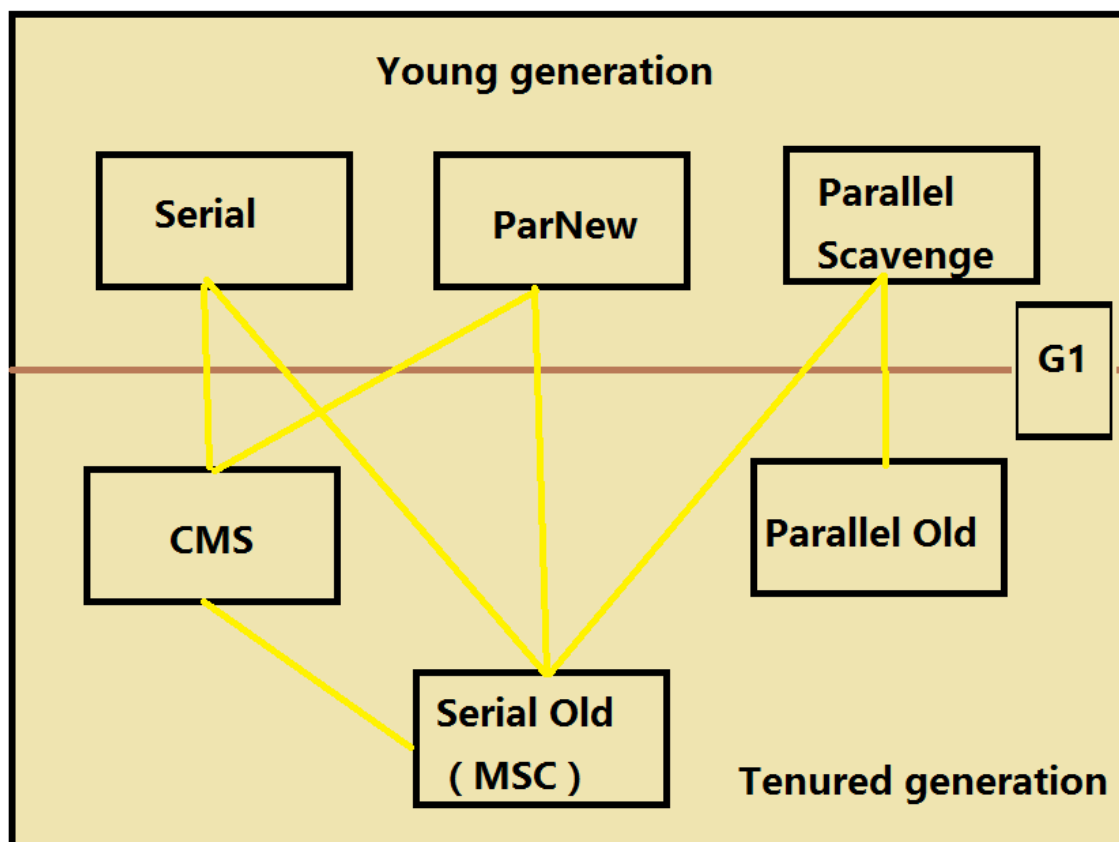 Young generation
Serial
ParNew
Parallel
Scavenge
G1
CMS
Parallel Old
Serial Old
( MSC )
Tenured generation